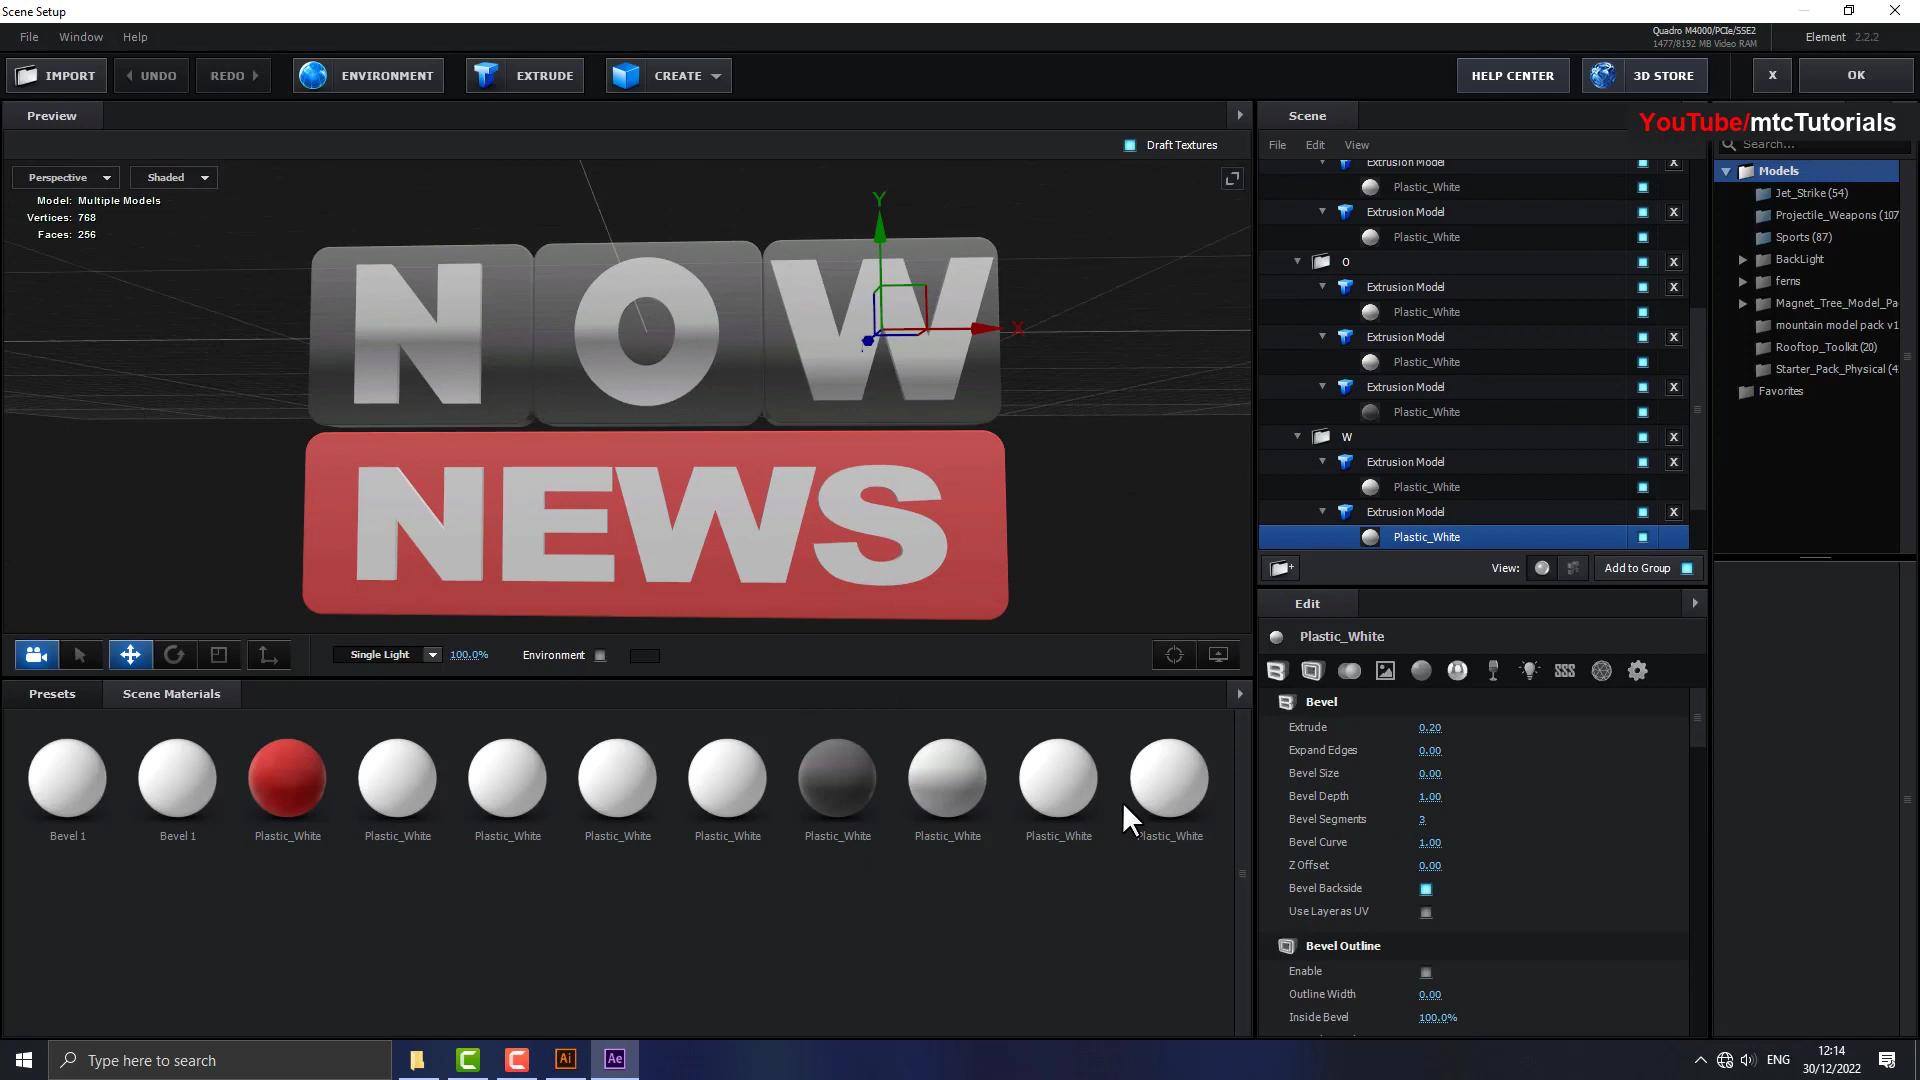 Scene Setup
File Window Help
Quadro M4000/PCIe/SSE2
1477/8192 MB Video RAM
Element 2.2.2
IMPORT UNDO REDO ENVIRONMENT EXTRUDE CREATE HELP CENTER 3D STORE X OK
Preview
Draft Textures
Perspective Shaded
Model: Multiple Models
Vertices: 768
Faces: 256
Y
X
N O W
NEWS
Single Light 100.0% Environment
Presets Scene Materials
Bevel 1 Bevel 1 Plastic_White Plastic_White Plastic_White Plastic_White Plastic_White Plastic_White Plastic_White Plastic_White Plastic_White
Scene
File Edit View
Extrusion Model X
Plastic_White
Extrusion Model X
Plastic_White
O X
Extrusion Model X
Plastic_White
Extrusion Model X
Plastic_White
Extrusion Model X
Plastic_White
W X
Extrusion Model X
Plastic_White
Extrusion Model X
Plastic_White
View: Add to Group
Edit
Plastic_White
Bevel
Extrude 0.20
Expand Edges 0.00
Bevel Size 0.00
Bevel Depth 1.00
Bevel Segments 3
Bevel Curve 1.00
Z Offset 0.00
Bevel Backside
Use Layer as UV
Bevel Outline
Enable
Outline Width 0.00
Inside Bevel 100.0%
YouTube/mtcTutorials
Search...
Models
Jet_Strike (54)
Projectile_Weapons (107
Sports (87)
BackLight
ferns
Magnet_Tree_Model_Pa
mountain model pack v1
Rooftop_Toolkit (20)
Starter_Pack_Physical (4
Favorites
Type here to search
Ai
Ae
ENG
12:14
30/12/2022